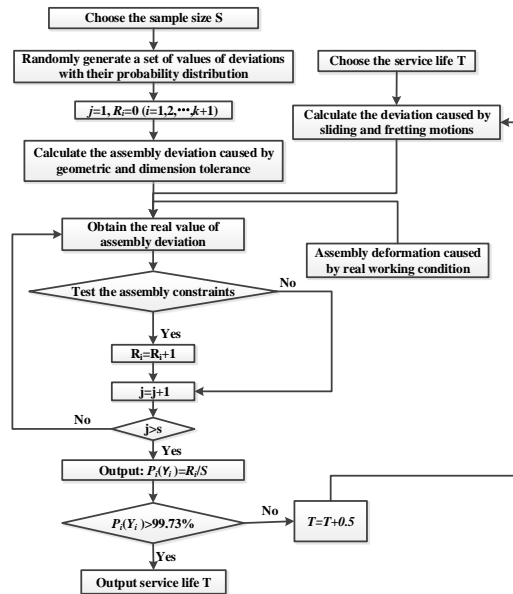 Choose the sample size S
Randomly generate a set of values of deviations
with their probability distribution
j=1, Ri=0 (i=1,2,···,k+1)
Calculate the assembly deviation caused by
geometric and dimension tolerance
Choose the service life T
Calculate the deviation caused by
sliding and fretting motions
Obtain the real value of
assembly deviation
Assembly deformation caused
by real working condition
Test the assembly constraints
No
Yes
Ri=Ri+1
j=j+1
No
j>s
Yes
Output: Pi(Yi)=Ri/S
No
Pi(Yi)>99.73%
T=T+0.5
Yes
Output service life T